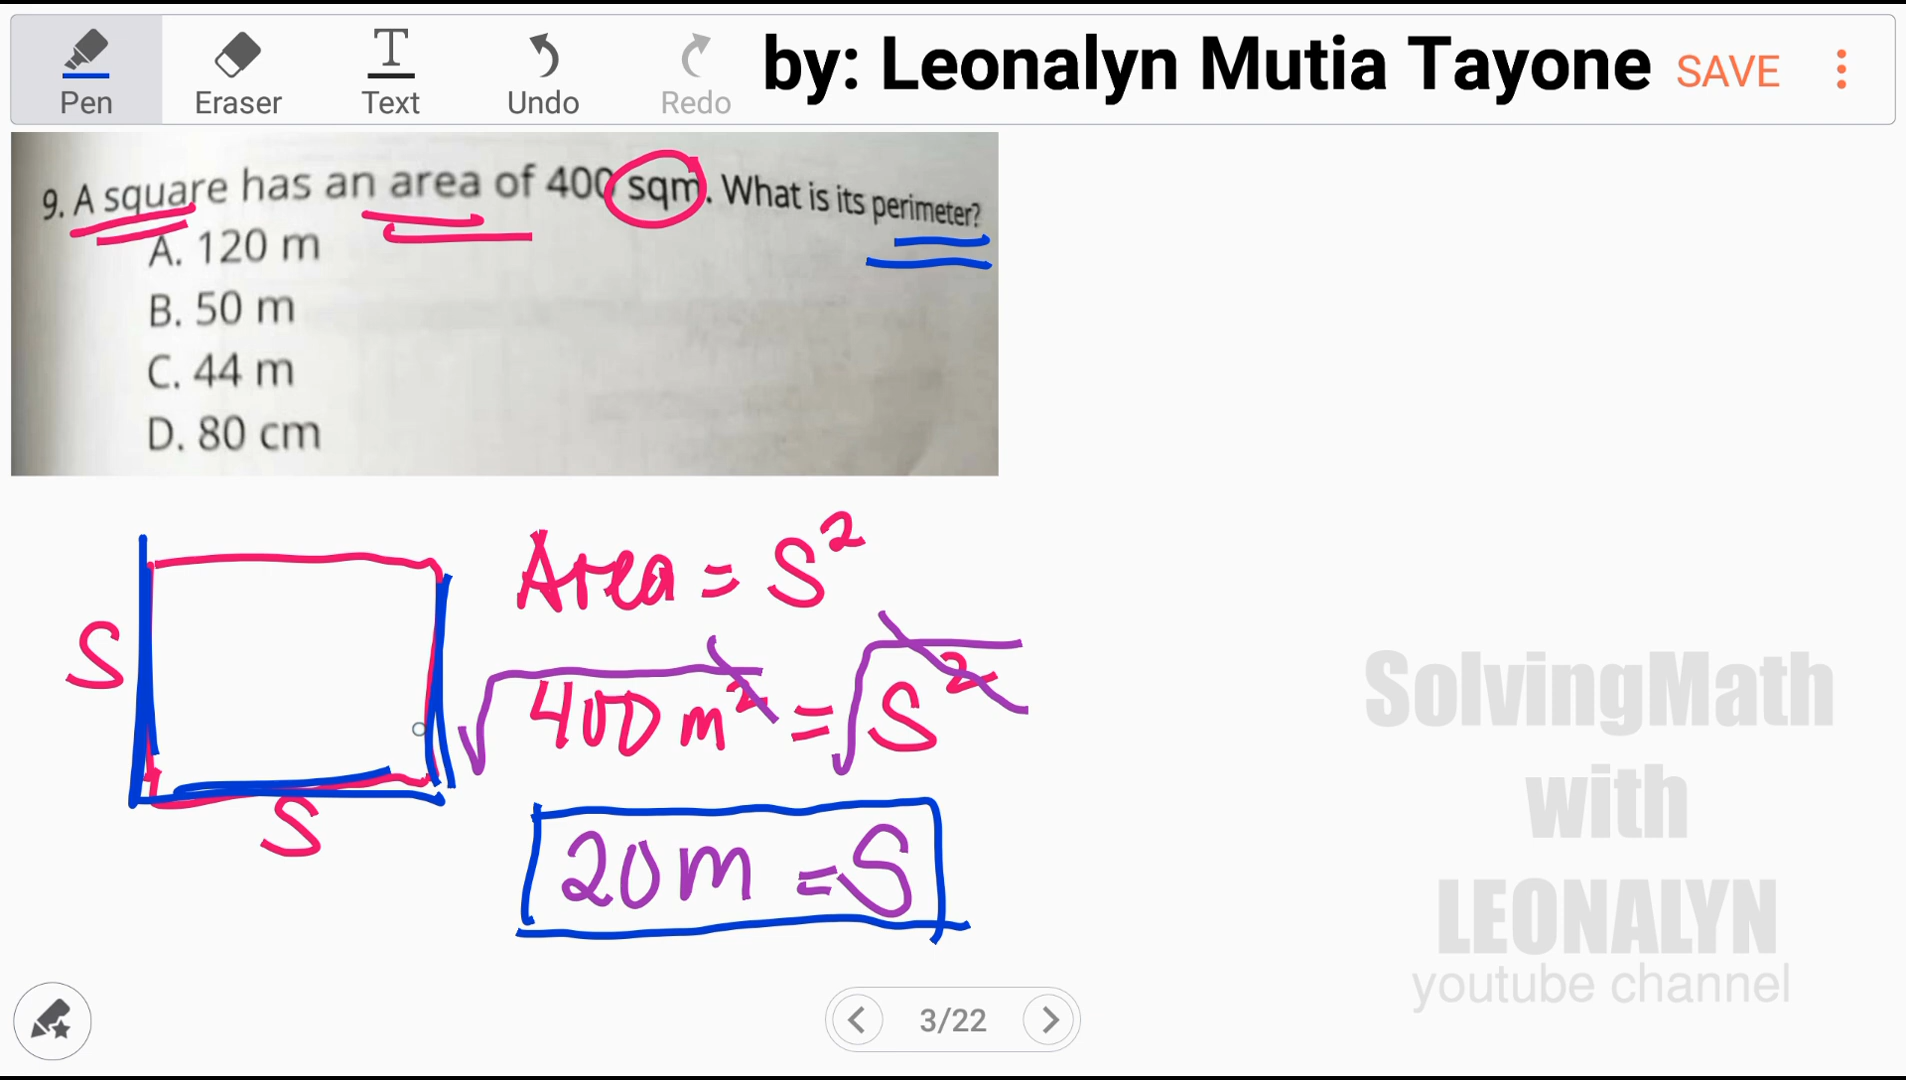 Pen
Eraser
Text
Undo
Redo
by: Leonalyn Mutia Tayone
SAVE
9. A square has an area of 400 sqm. What is its perimeter?
A. 120 m
B. 50 m
C. 44 m
D. 80 cm
S
S
Area = S²
√400 m² = √S²
20 m = S
SolvingMath
with
LEONALYN
youtube channel
3/22